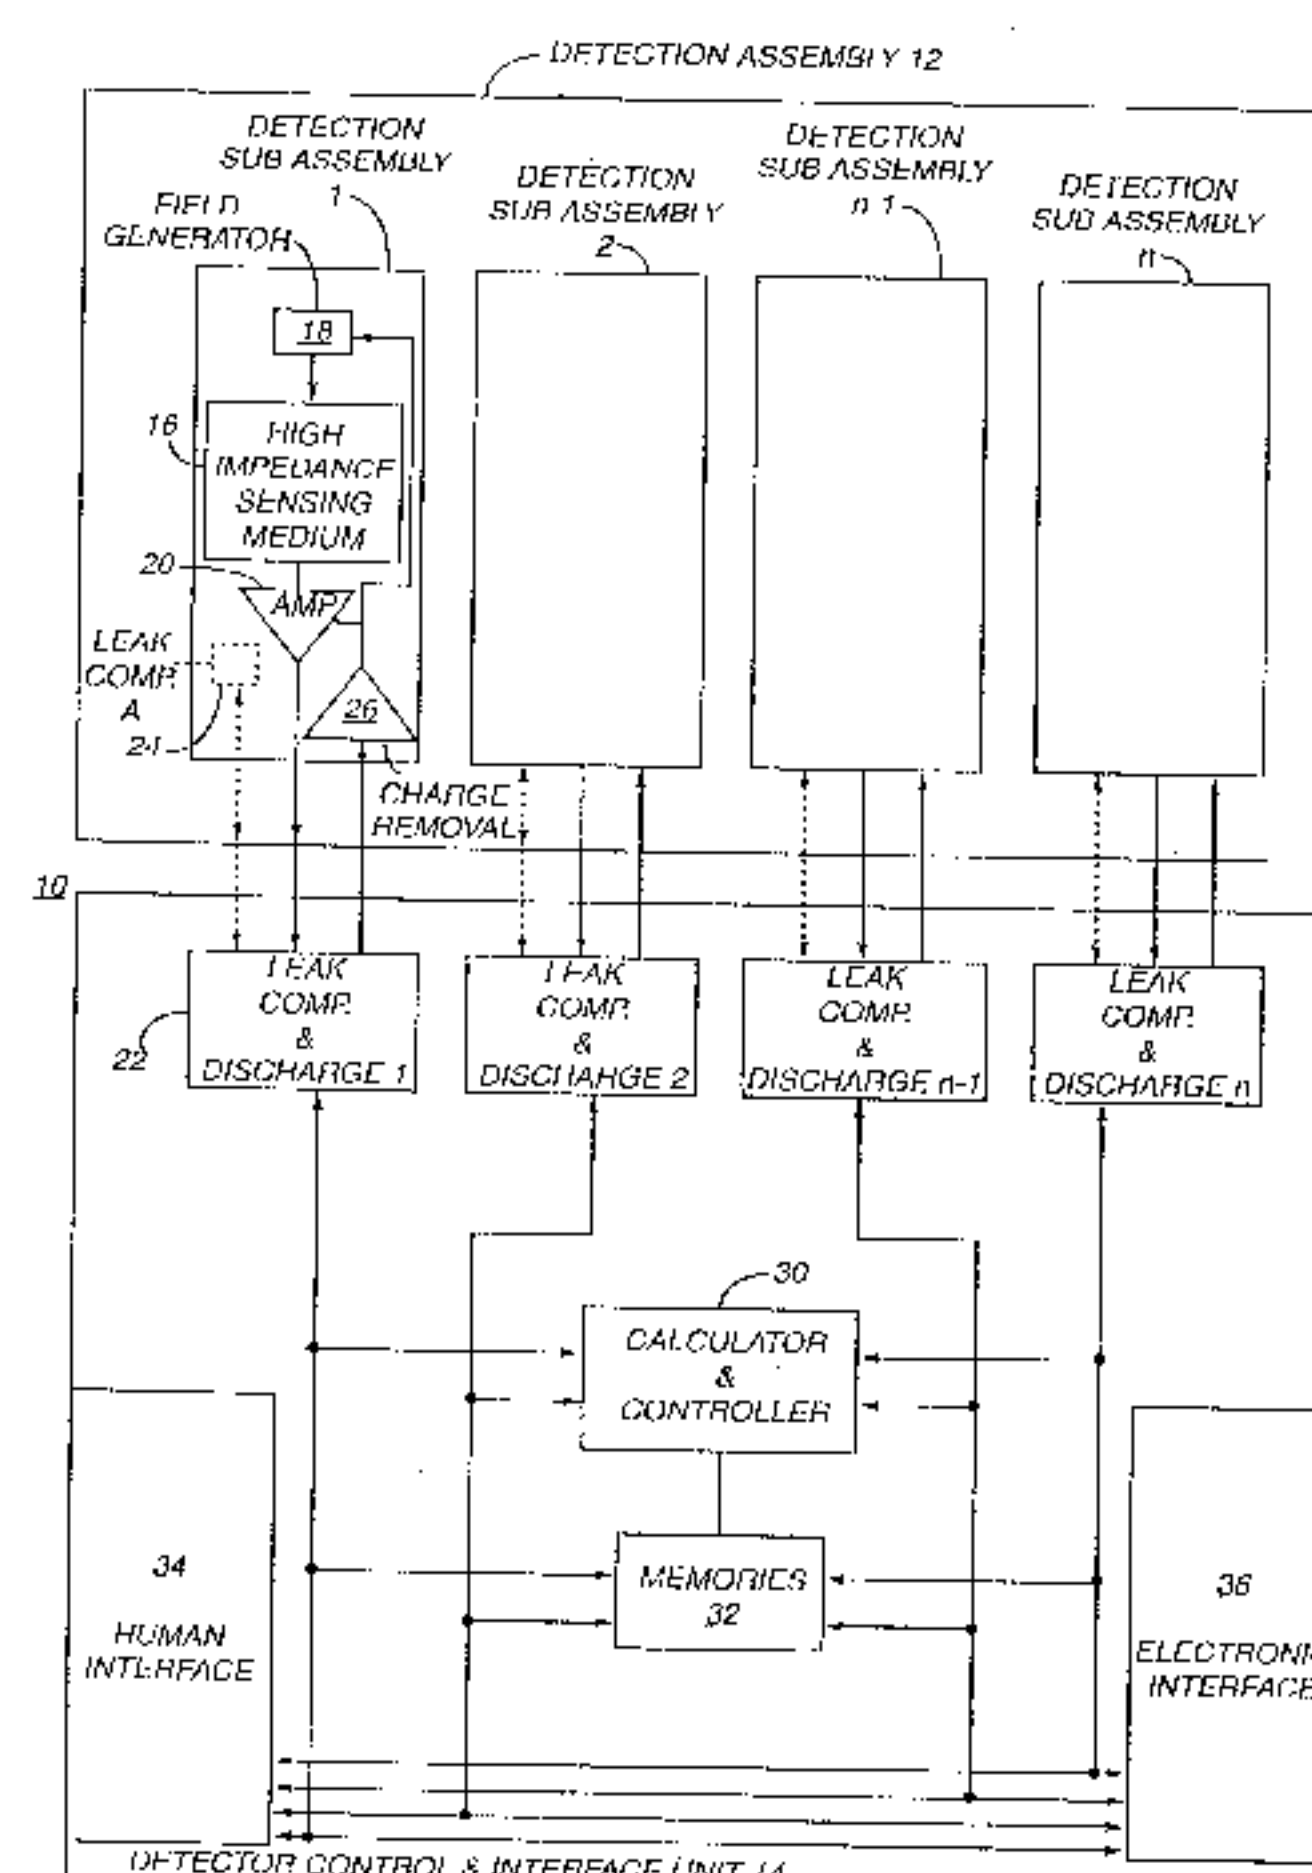 DETECTION ASSEMBLY 12
DETECTION
SUB ASSEMBLY
1
DETECTION
SUB ASSEMBLY
2
DETECTION
SUB ASSEMBLY
n-1
DETECTION
SUB ASSEMBLY
n
FIELD
GENERATOR
18
16
HIGH
IMPEDANCE
SENSING
MEDIUM
20
AMP
LEAK
COMP.
A
24
26
CHARGE
REMOVAL
10
LEAK
COMP.
&
DISCHARGE 1
22
LEAK
COMP.
&
DISCHARGE 2
LEAK
COMP.
&
DISCHARGE n-1
LEAK
COMP.
&
DISCHARGE n
30
CALCULATOR
&
CONTROLLER
MEMORIES
32
34
HUMAN
INTERFACE
36
INTERFACE
DETECTOR CONTROL & INTERFACE UNIT 14